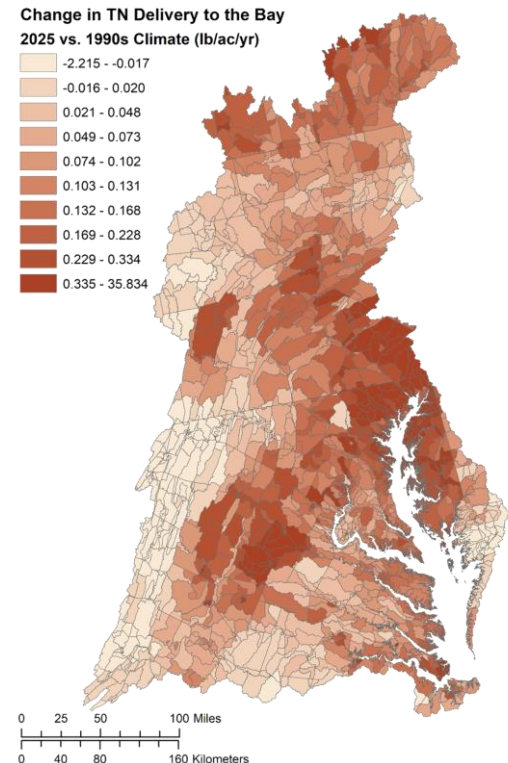 Change in TN Delivery to the Bay
2025 vs. 1990s Climate (lb/ac/yr)
-2.215 - -0.017
-0.016 - 0.020
0.021 - 0.048
0.049 - 0.073
0.074 - 0.102
0.103 - 0.131
0.132 - 0.168
0.169 - 0.228
0.229 - 0.334
0.335 - 35.834
0 25 50 100 Miles
0 40 80 160 Kilometers